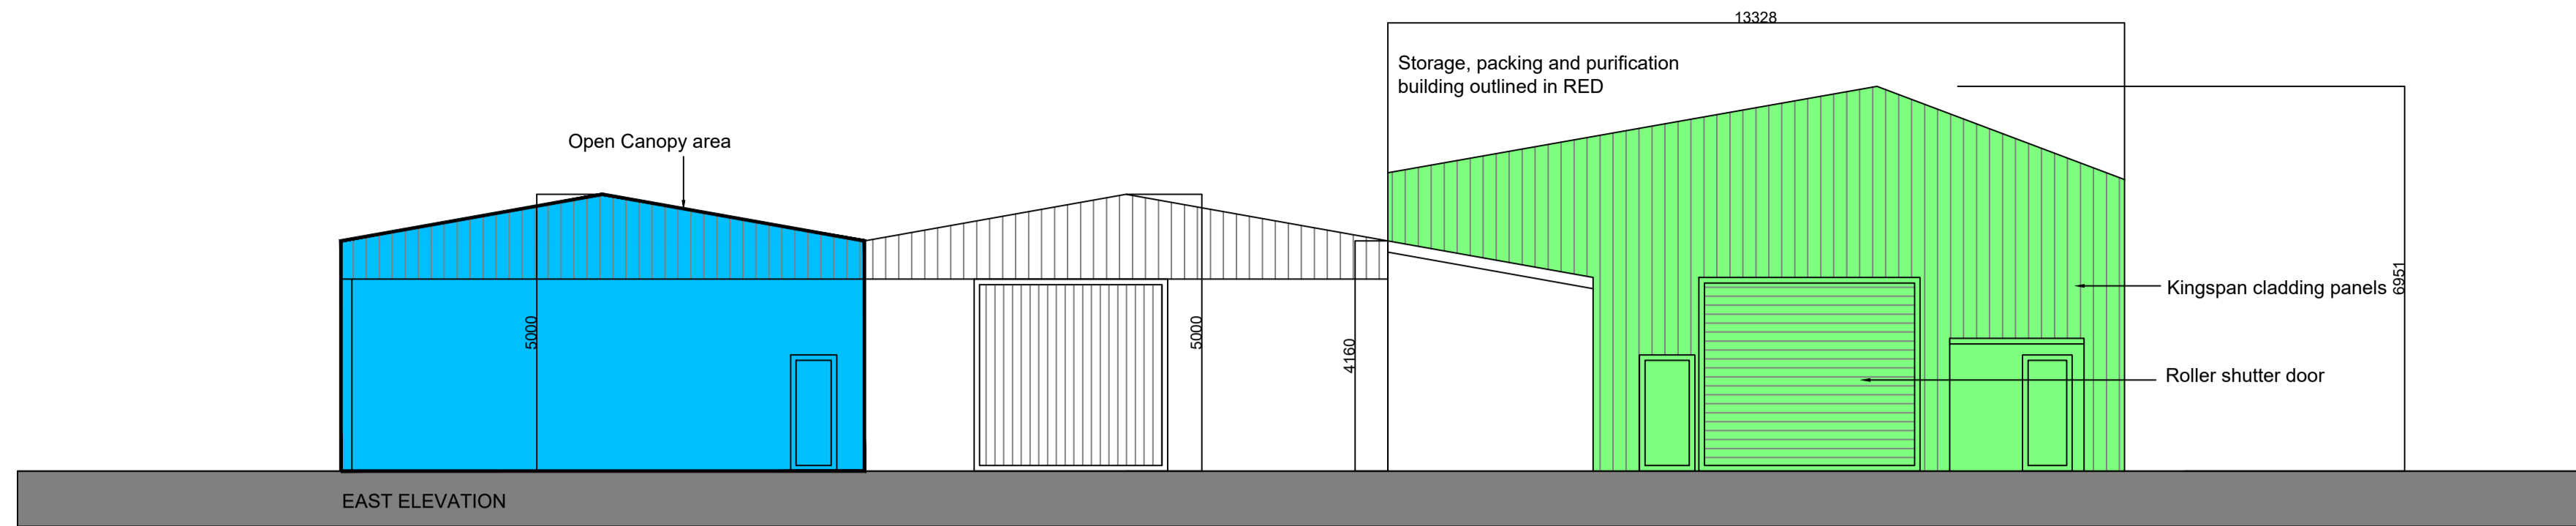 13328
Storage, packing and purification
building outlined in RED
Open Canopy area
5000
5000
4160
6951
Kingspan cladding panels
Roller shutter door
EAST ELEVATION